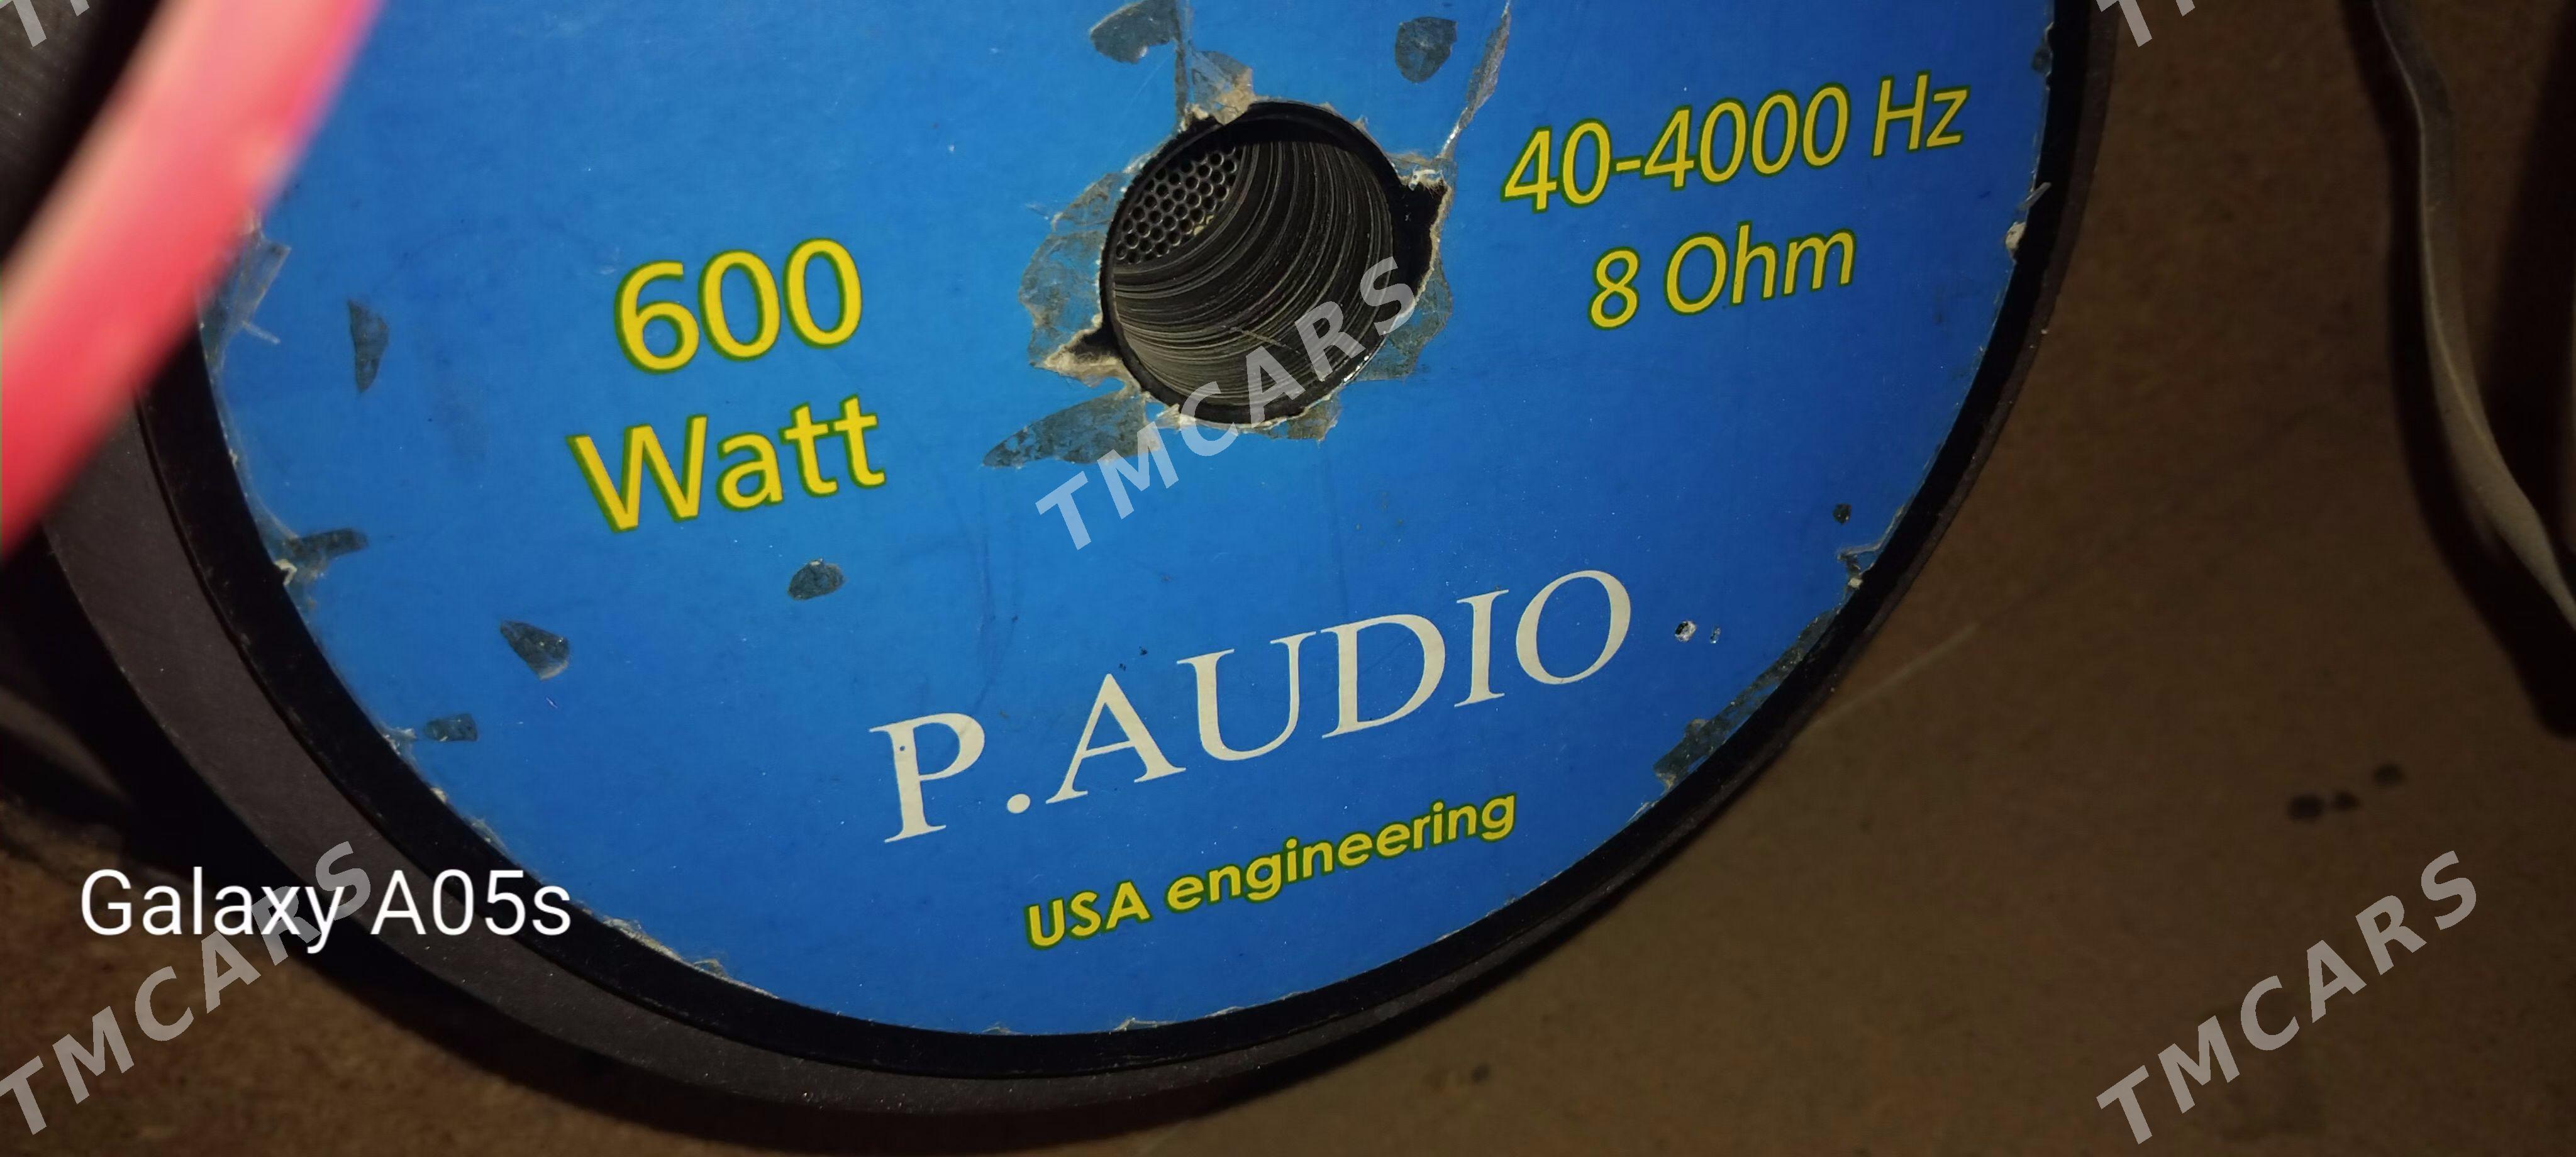 40-4000 Hz
8 Ohm
600
Watt
P.AUDIO
USA engineering
Galaxy A05s
TMCARS
TMCARS
TMCARS